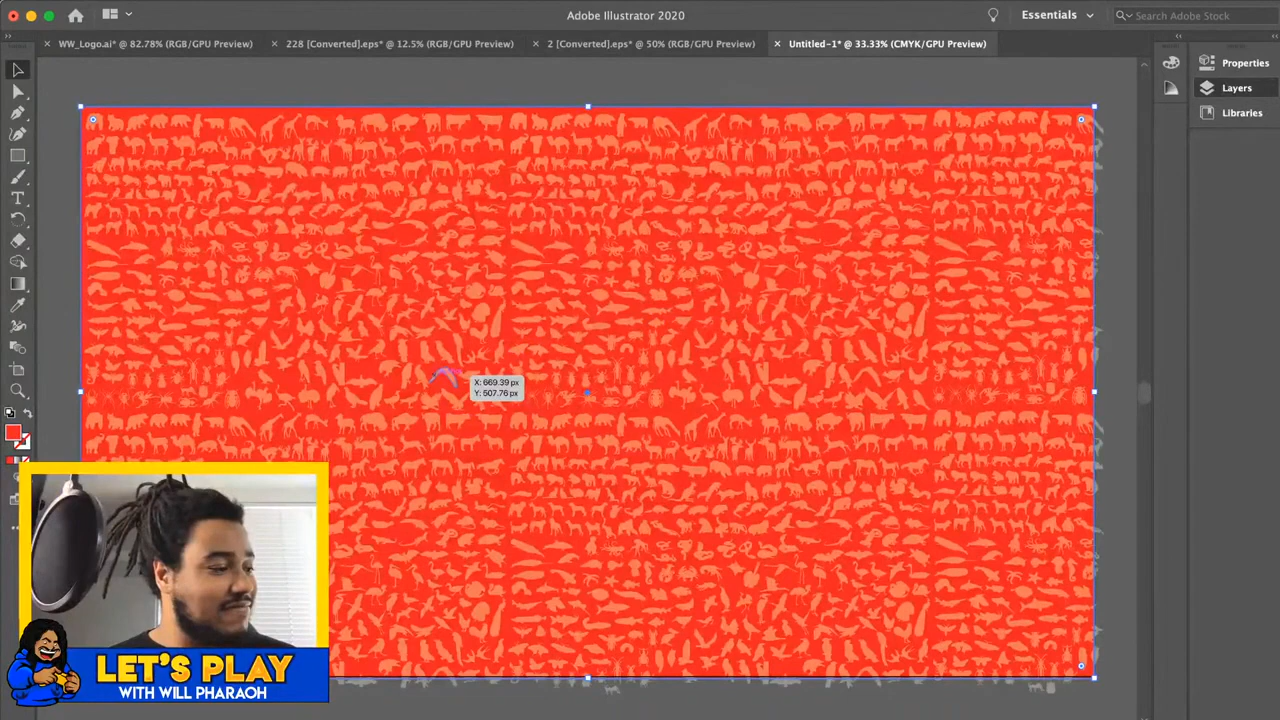 Adobe Illustrator 2020
Essentials
Search Adobe Stock
WW_Logo.ai* @ 82.78% (RGB/GPU Preview)
228 [Converted].eps* @ 12.5% (RGB/GPU Preview)
2 [Converted].eps* @ 50% (RGB/GPU Preview)
Untitled-1* @ 33.33% (CMYK/GPU Preview)
Properties
Layers
Libraries
X: 669.39 px
Y: 507.76 px
LET'S PLAY
WITH WILL PHARAOH